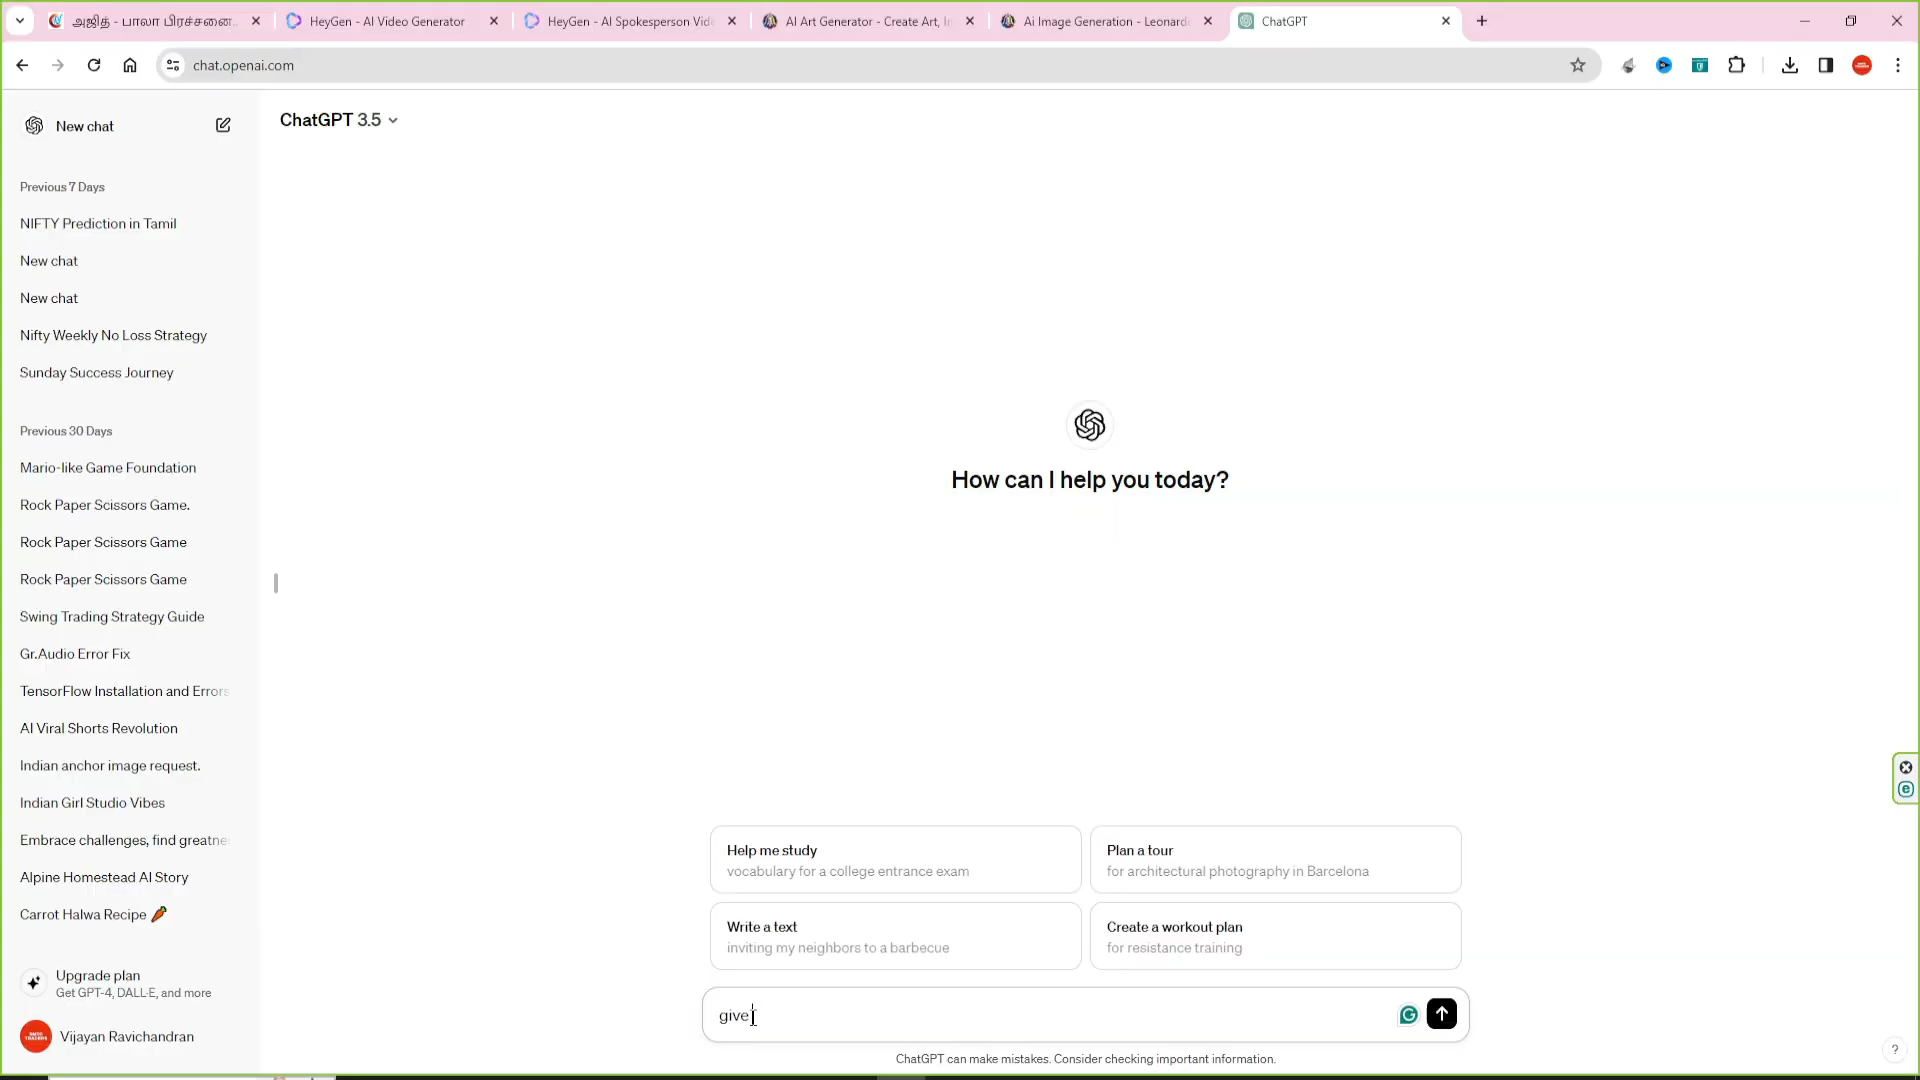 அஜித் - பாலா பிரச்சனை..
HeyGen - AI Video Generator
HeyGen - AI Spokesperson Vide
AI Art Generator - Create Art, In
Ai Image Generation - Leonardo
ChatGPT
chat.openai.com
New chat
ChatGPT 3.5
Previous 7 Days
NIFTY Prediction in Tamil
New chat
New chat
Nifty Weekly No Loss Strategy
Sunday Success Journey
Previous 30 Days
Mario-like Game Foundation
Rock Paper Scissors Game.
Rock Paper Scissors Game
Rock Paper Scissors Game
Swing Trading Strategy Guide
Gr.Audio Error Fix
TensorFlow Installation and Errors
AI Viral Shorts Revolution
Indian anchor image request.
Indian Girl Studio Vibes
Embrace challenges, find greatne
Alpine Homestead AI Story
Carrot Halwa Recipe 🥕
Upgrade plan
Get GPT-4, DALL·E, and more
Vijayan Ravichandran
How can I help you today?
Help me study
vocabulary for a college entrance exam
Plan a tour
for architectural photography in Barcelona
Write a text
inviting my neighbors to a barbecue
Create a workout plan
for resistance training
give
ChatGPT can make mistakes. Consider checking important information.
?